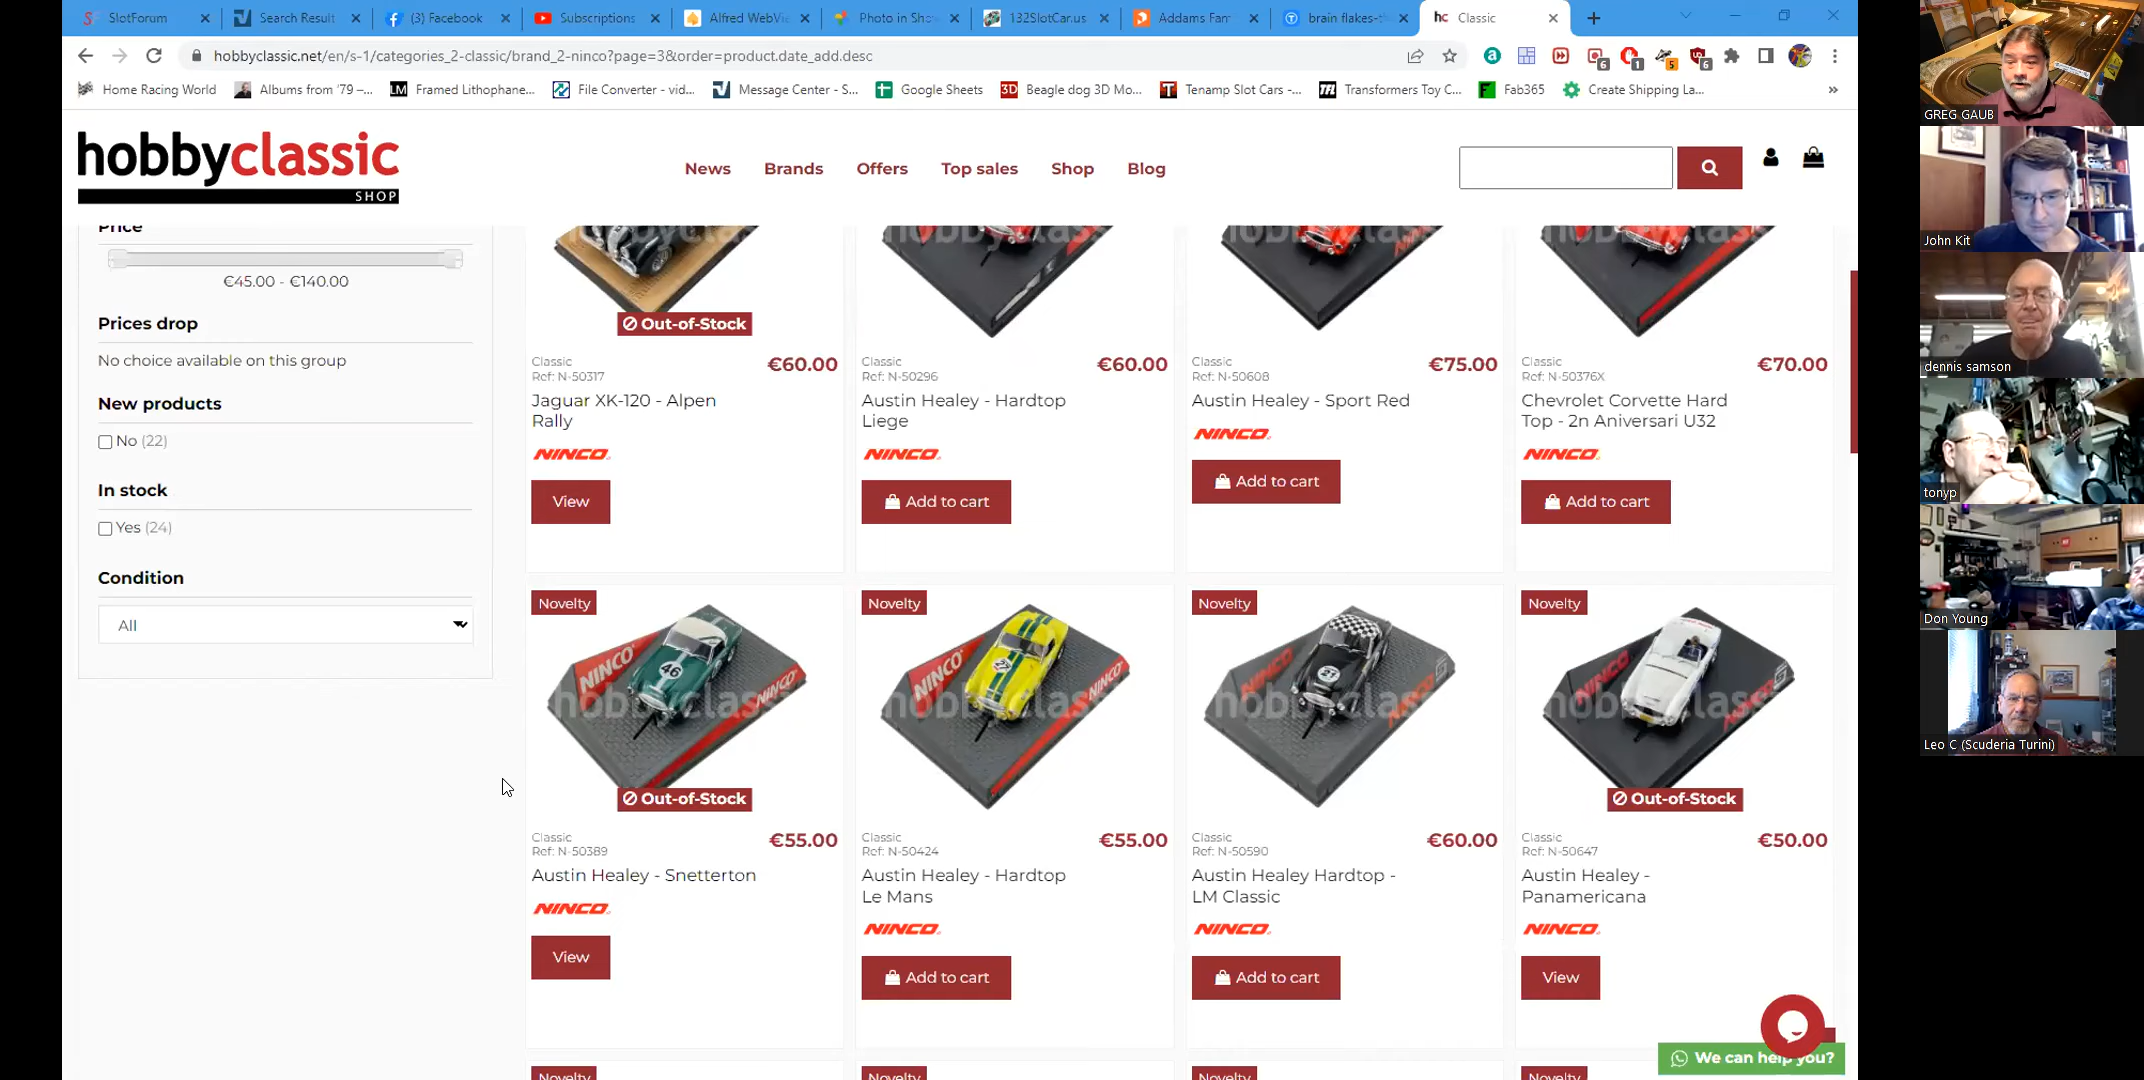 SlotForum
Search Result
(3) Facebook
Subscriptions
Alfred WebVi
Photo in Sh
132SlotCar.us
Addams Fam
brain flakes-t
hc Classic
hobbyclassic.net/en/s-1/categories_2-classic/brand_2-ninco?page=3&order=product.date_add.desc
Home Racing World
Albums from '79 –...
LM Framed Lithophane...
File Converter - vid...
Message Center - S...
Google Sheets
3D Beagle dog 3D Mo...
Tenamp Slot Cars -...
Transformers Toy C...
Fab365
Create Shipping La...
hobbyclassic
SHOP
News
Brands
Offers
Top sales
Shop
Blog
Price
€45.00 - €140.00
Prices drop
No choice available on this group
New products
No (22)
In stock
Yes (24)
Condition
All
Out-of-Stock
Classic
Ref: N-50317
€60.00
Jaguar XK-120 - Alpen
Rally
NINCO
View
Classic
Ref: N-50296
€60.00
Austin Healey - Hardtop
Liege
NINCO
Add to cart
Classic
Ref: N-50608
€75.00
Austin Healey - Sport Red
NINCO
Add to cart
Classic
Ref: N-50376X
€70.00
Chevrolet Corvette Hard
Top - 2n Aniversari U32
NINCO
Add to cart
Novelty
Out-of-Stock
Classic
Ref: N-50389
€55.00
Austin Healey - Snetterton
NINCO
View
Novelty
Classic
Ref: N-50424
€55.00
Austin Healey - Hardtop
Le Mans
NINCO
Add to cart
Novelty
Classic
Ref: N-50590
€60.00
Austin Healey Hardtop -
LM Classic
NINCO
Add to cart
Novelty
Out-of-Stock
Classic
Ref: N-50647
€50.00
Austin Healey -
Panamericana
NINCO
View
Novelty
Novelty
Novelty
Novelty
We can help you?
GREG GAUB
John Kit
dennis samson
tonyp
Don Young
Leo C (Scuderia Turini)